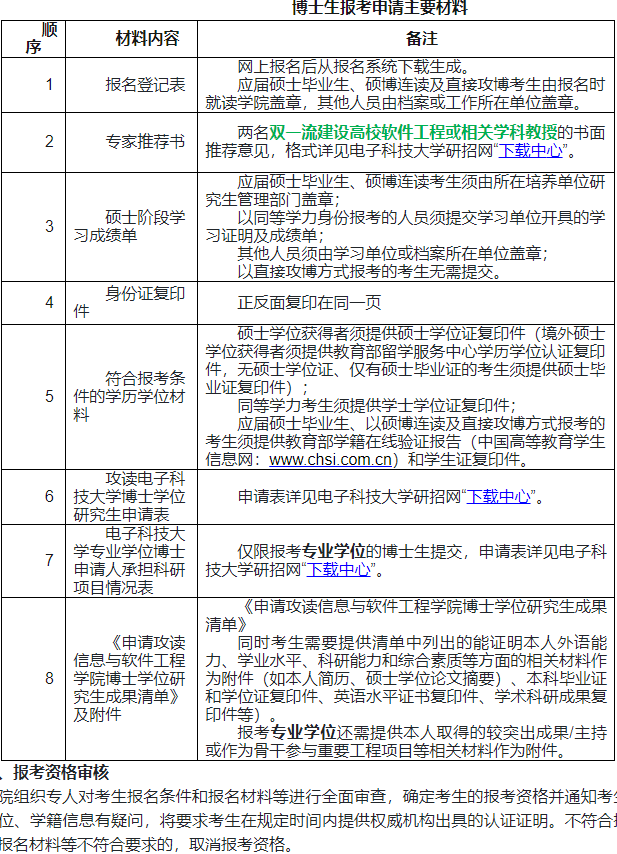 博士生报考申请主要材料
顺序
材料内容
备注
1
报名登记表
网上报名后从报名系统下载生成。
应届硕士毕业生、硕博连读及直接攻博考生由报名时
就读学院盖章，其他人员由档案或工作所在单位盖章。
2
专家推荐书
两名双一流建设高校软件工程或相关学科教授的书面
推荐意见，格式详见电子科技大学研招网“下载中心”。
3
硕士阶段学
习成绩单
应届硕士毕业生、硕博连读考生须由所在培养单位研
究生管理部门盖章；
以同等学力身份报考的人员须提交学习单位开具的学
习证明及成绩单；
其他人员须由学习单位或档案所在单位盖章；
以直接攻博方式报考的考生无需提交。
4
身份证复印
件
正反面复印在同一页
5
符合报考条
件的学历学位材
料
硕士学位获得者须提供硕士学位证复印件（境外硕士
学位获得者须提供教育部留学服务中心学历学位认证复印
件，无硕士学位证、仅有硕士毕业证的考生须提供硕士毕
业证复印件）；
同等学力考生须提供学士学位证复印件；
应届硕士毕业生、以硕博连读及直接攻博方式报考的
考生须提供教育部学籍在线验证报告（中国高等教育学生
信息网：www.chsi.com.cn）和学生证复印件。
6
攻读电子科
技大学博士学位
研究生申请表
申请表详见电子科技大学研招网“下载中心”。
7
电子科技大
学专业学位博士
申请人承担科研
项目情况表
仅限报考专业学位的博士生提交，申请表详见电子科
技大学研招网“下载中心”。
8
《申请攻读
信息与软件工程
学院博士学位研
究生成果清单》
及附件
《申请攻读信息与软件工程学院博士学位研究生成果
清单》
同时考生需要提供清单中列出的能证明本人外语能
力、学业水平、科研能力和综合素质等方面的相关材料作
为附件（如本人简历、硕士学位论文摘要）、本科毕业证
和学位证复印件、英语水平证书复印件、学术科研成果复
印件等）。
报考专业学位还需提供本人取得的较突出成果/主持
或作为骨干参与重要工程项目等相关材料作为附件。
、报考资格审核
院组织专人对考生报名条件和报名材料等进行全面审查，确定考生的报考资格并通知考生
位、学籍信息有疑问，将要求考生在规定时间内提供权威机构出具的认证证明。不符合报
报名材料等不符合要求的，取消报考资格。